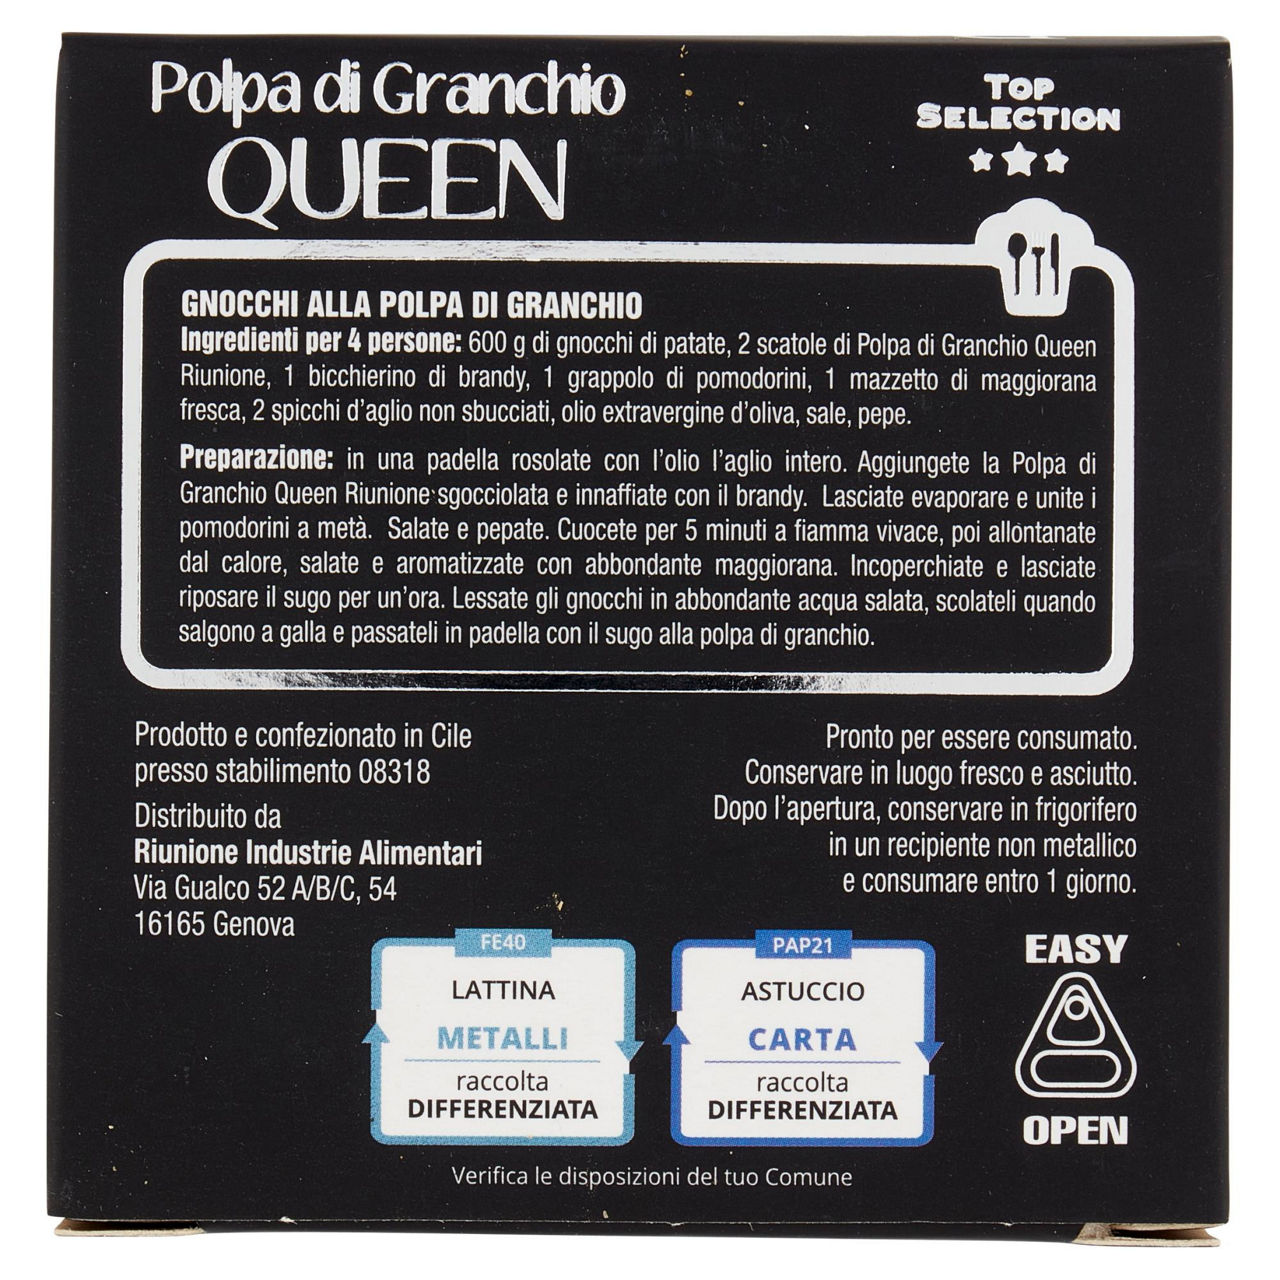 Polpa di Granchio
QUEEN
TOP
SELECTION
GNOCCHI ALLA POLPA DI GRANCHIO
Ingredienti per 4 persone: 600 g di gnocchi di patate, 2 scatole di Polpa di Granchio Queen
Riunione, 1 bicchierino di brandy, 1 grappolo di pomodorini, 1 mazzetto di maggiorana
fresca, 2 spicchi d'aglio non sbucciati, olio extravergine d'oliva, sale, pepe.
Preparazione: in una padella rosolate con l'olio l'aglio intero. Aggiungete la Polpa di
Granchio Queen Riunione sgocciolata e innaffiate con il brandy. Lasciate evaporare e unite i
pomodorini a metà. Salate e pepate. Cuocete per 5 minuti a fiamma vivace, poi allontanate
dal calore, salate e aromatizzate con abbondante maggiorana. Incoperchiate e lasciate
riposare il sugo per un'ora. Lessate gli gnocchi in abbondante acqua salata, scolateli quando
salgono a galla e passateli in padella con il sugo alla polpa di granchio.
Prodotto e confezionato in Cile
presso stabilimento 08318
Distribuito da
Riunione Industrie Alimentari
Via Gualco 52 A/B/C, 54
16165 Genova
Pronto per essere consumato.
Conservare in luogo fresco e asciutto.
Dopo l'apertura, conservare in frigorifero
in un recipiente non metallico
e consumare entro 1 giorno.
FE40
LATTINA
METALLI
raccolta
DIFFERENZIATA
PAP21
ASTUCCIO
CARTA
raccolta
DIFFERENZIATA
EASY
OPEN
Verifica le disposizioni del tuo Comune